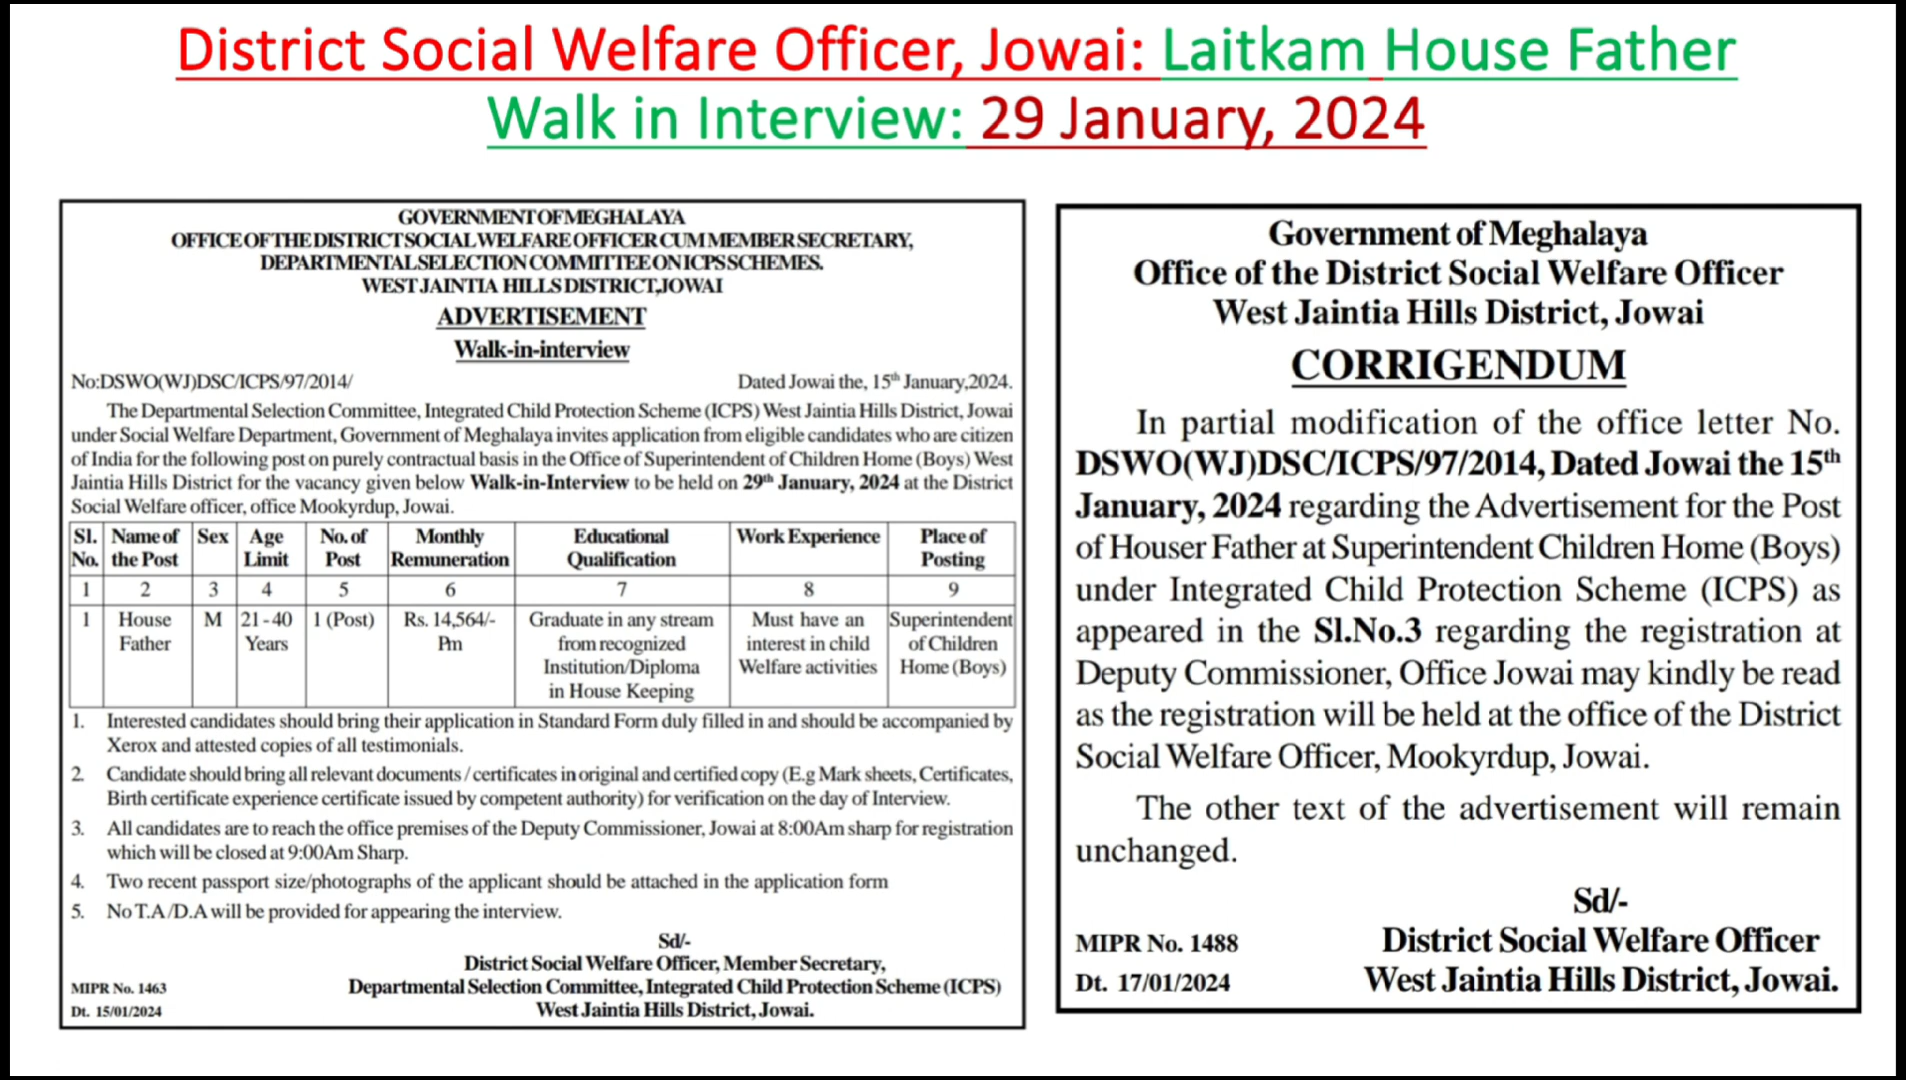 District Social Welfare Officer, Jowai: Laitkam House Father
Walk in Interview: 29 January, 2024
GOVERNMENT OF MEGHALAYA
OFFICE OF THE DISTRICT SOCIAL WELFARE OFFICER CUM MEMBER SECRETARY,
DEPARTMENTAL SELECTION COMMITTEE ON ICPS SCHEMES.
WEST JAINTIA HILLS DISTRICT, JOWAI
ADVERTISEMENT
Walk-in-interview
No:DSWO(WJ)DSC/ICPS/97/2014/ Dated Jowai the, 15th January,2024.
The Departmental Selection Committee, Integrated Child Protection Scheme (ICPS) West Jaintia Hills District, Jowai
under Social Welfare Department, Government of Meghalaya invites application from eligible candidates who are citizen
of India for the following post on purely contractual basis in the Office of Superintendent of Children Home (Boys) West
Jaintia Hills District for the vacancy given below Walk-in-Interview to be held on 29th January, 2024 at the District
Social Welfare officer, office Mookyrdup, Jowai.
Sl. Name of Sex Age No. of Monthly Educational Work Experience Place of
No. the Post Limit Post Remuneration Qualification Posting
1 2 3 4 5 6 7 8 9
1 House M 21-40 1 (Post) Rs. 14,564/- Graduate in any stream Must have an Superintendent
Father Years Pm from recognized interest in child of Children
Institution/Diploma Welfare activities Home (Boys)
in House Keeping
1. Interested candidates should bring their application in Standard Form duly filled in and should be accompanied by
Xerox and attested copies of all testimonials.
2. Candidate should bring all relevant documents / certificates in original and certified copy (E.g Mark sheets, Certificates,
Birth certificate experience certificate issued by competent authority) for verification on the day of Interview.
3. All candidates are to reach the office premises of the Deputy Commissioner, Jowai at 8:00Am sharp for registration
which will be closed at 9:00Am Sharp.
4. Two recent passport size/photographs of the applicant should be attached in the application form
5. No T.A/D.A will be provided for appearing the interview.
Sd/-
District Social Welfare Officer, Member Secretary,
MIPR No. 1463 Departmental Selection Committee, Integrated Child Protection Scheme (ICPS)
Dt. 15/01/2024 West Jaintia Hills District, Jowai.
Government of Meghalaya
Office of the District Social Welfare Officer
West Jaintia Hills District, Jowai
CORRIGENDUM
In partial modification of the office letter No.
DSWO(WJ)DSC/ICPS/97/2014, Dated Jowai the 15th
January, 2024 regarding the Advertisement for the Post
of Houser Father at Superintendent Children Home (Boys)
under Integrated Child Protection Scheme (ICPS) as
appeared in the Sl.No.3 regarding the registration at
Deputy Commissioner, Office Jowai may kindly be read
as the registration will be held at the office of the District
Social Welfare Officer, Mookyrdup, Jowai.
The other text of the advertisement will remain
unchanged.
Sd/-
MIPR No. 1488 District Social Welfare Officer
Dt. 17/01/2024 West Jaintia Hills District, Jowai.